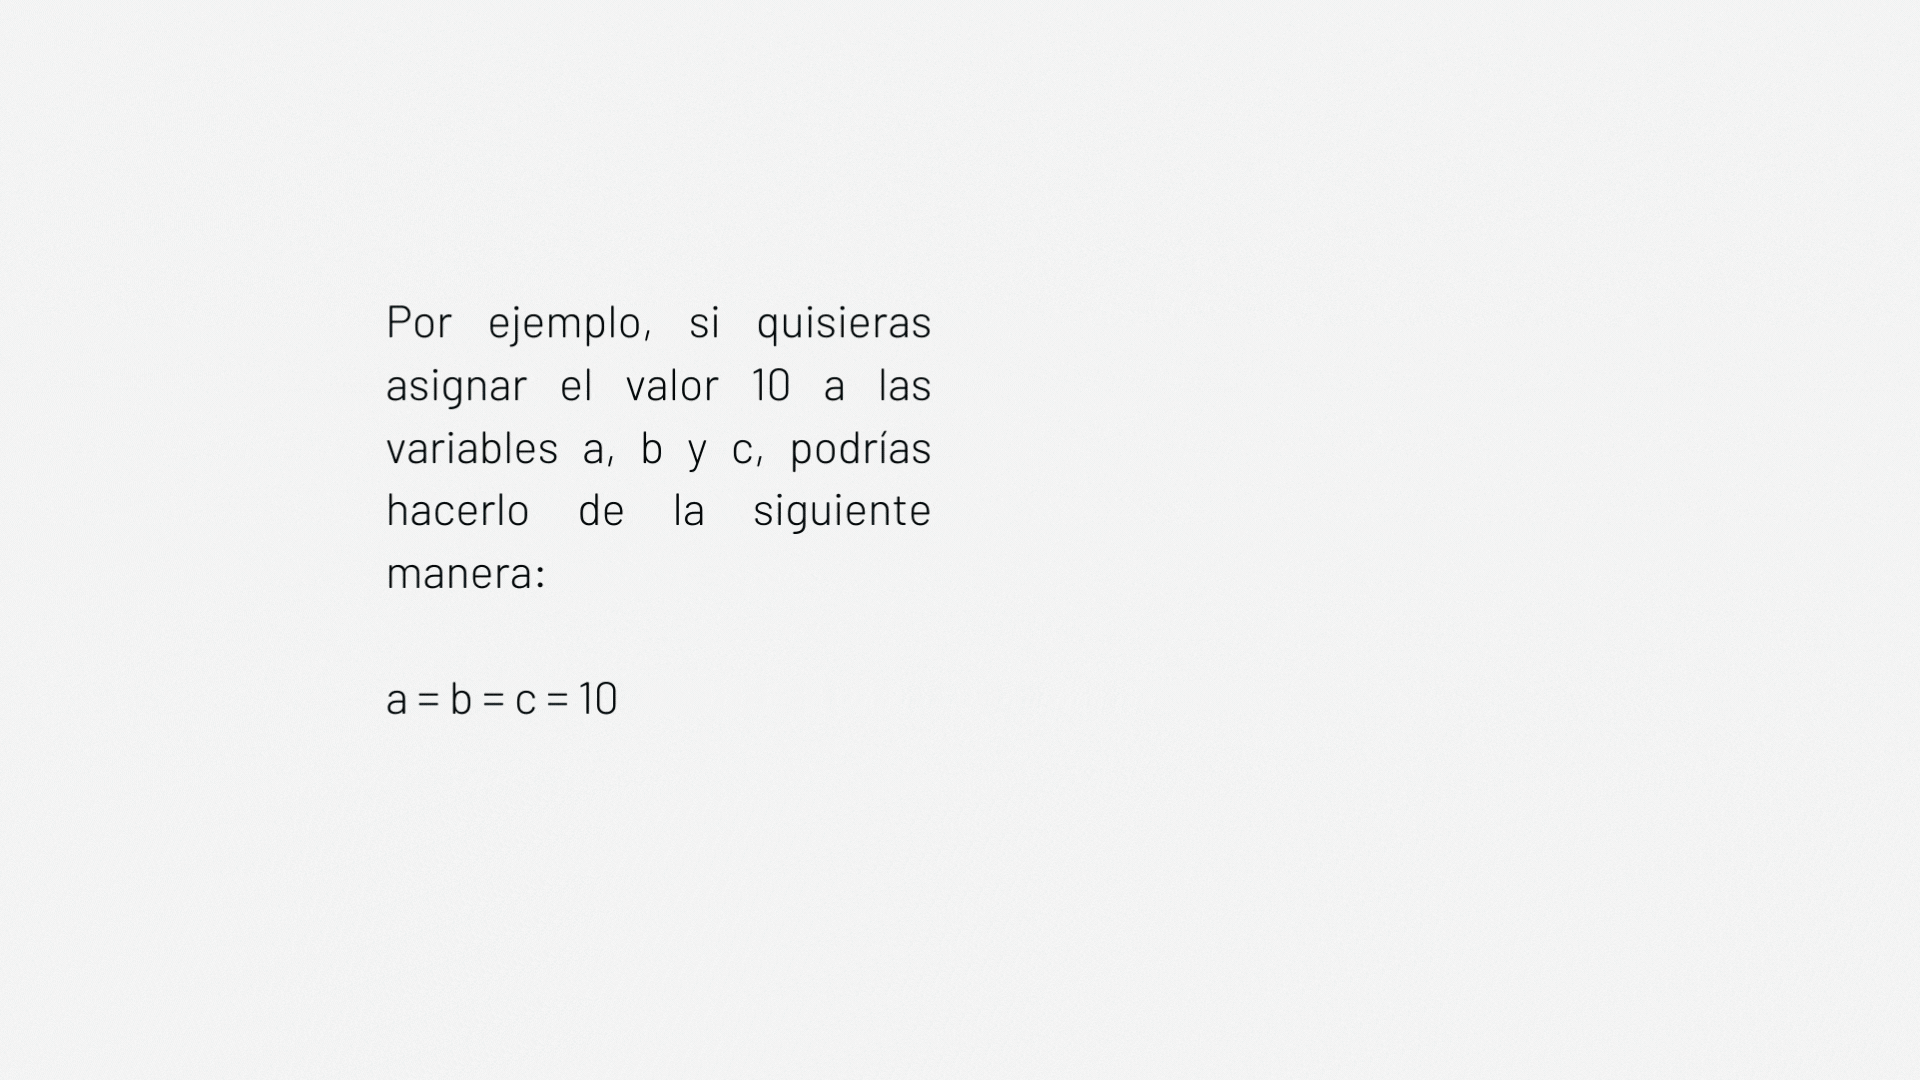 Por ejemplo, si quisieras
asignar el valor 10 a las
variables a, b y c, podrías
hacerlo de la siguiente
manera:
a = b = c = 10